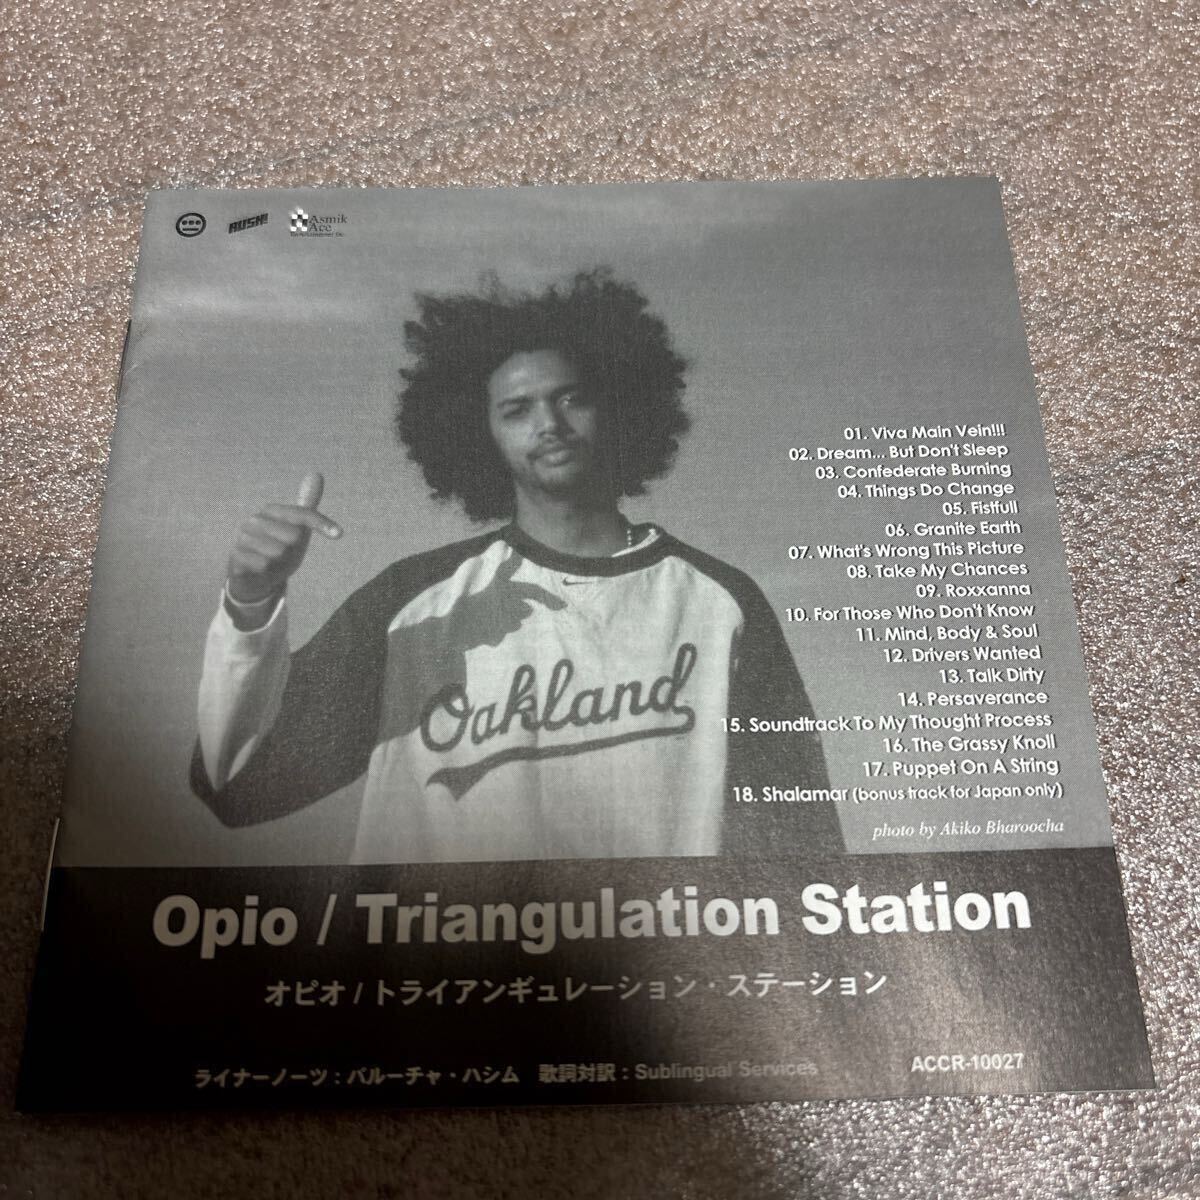 RUSH!
Asmik
Ace
Entertainment Inc.
01. Viva Main Vein!!!
02. Dream... But Don't Sleep
03. Confederate Burning
04. Things Do Change
05. Fistfull
06. Granite Earth
07. What's Wrong This Picture
08. Take My Chances
09. Roxxanna
10. For Those Who Don't Know
11. Mind, Body & Soul
12. Drivers Wanted
13. Talk Dirty
14. Persaverance
15. Soundtrack To My Thought Process
16. The Grassy Knoll
17. Puppet On A String
18. Shalamar (bonus track for Japan only)
photo by Akiko Bharoocha
Oakland
Opio / Triangulation Station
オピオ / トライアンギュレーション・ステーション
ライナーノーツ : バルーチャ・ハシム 歌詞対訳 : Sublingual Services
ACCR-10027